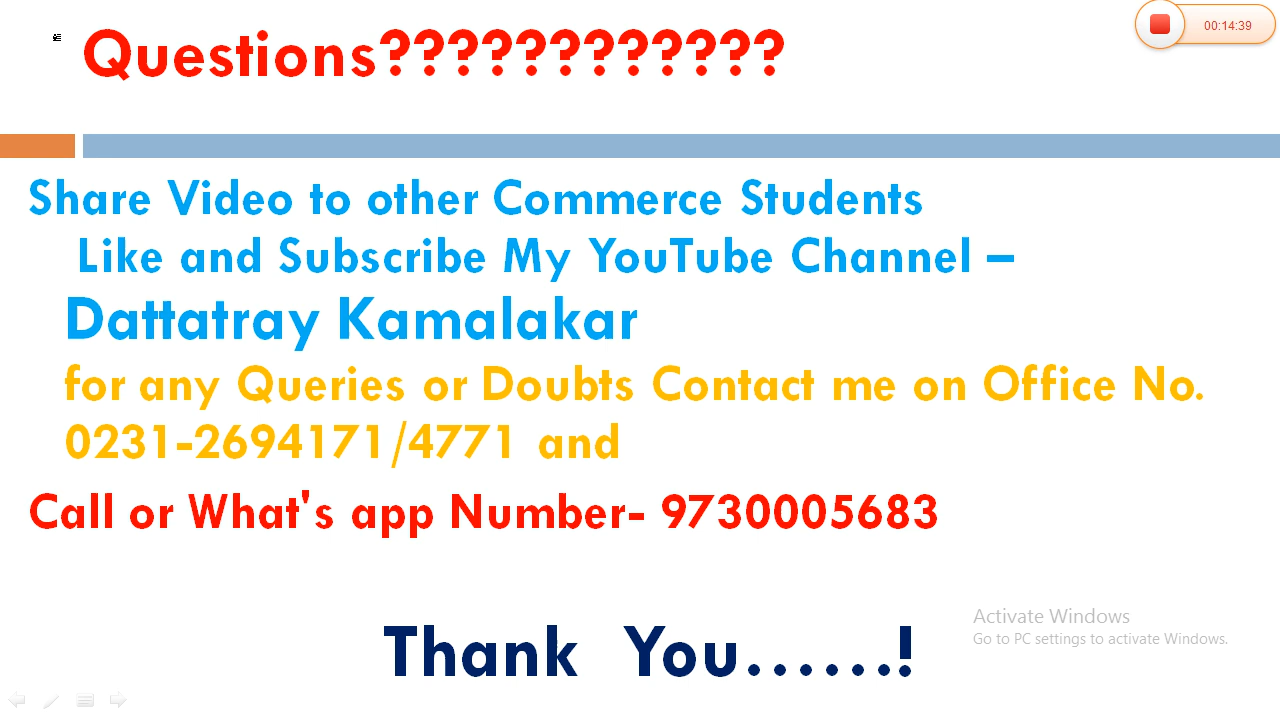 Questions????????????
00:14:39
Share Video to other Commerce Students
Like and Subscribe My YouTube Channel –
Dattatray Kamalakar
for any Queries or Doubts Contact me on Office No.
0231-2694171/4771 and
Call or What's app Number- 9730005683
Activate Windows
Go to PC settings to activate Windows.
Thank You......!